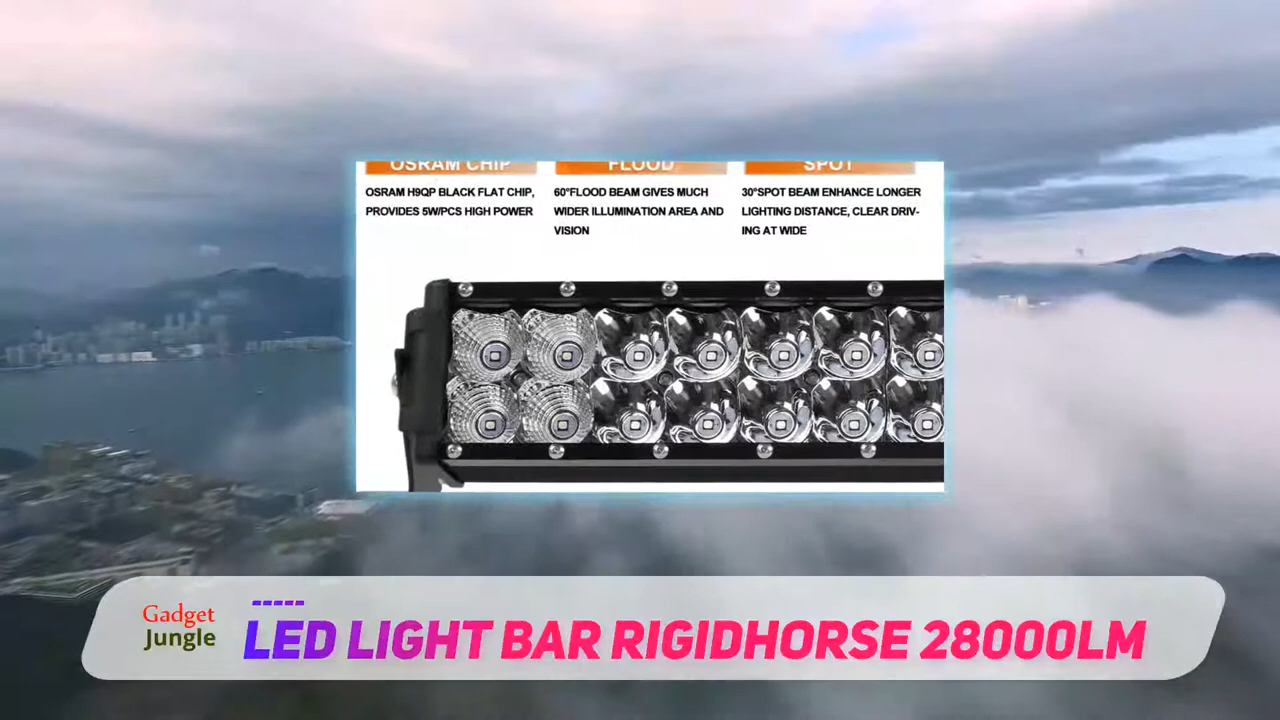 OSRAM CHIP
FLOOD
SPOT
OSRAM H9QP BLACK FLAT CHIP,
PROVIDES 5W/PCS HIGH POWER
60°FLOOD BEAM GIVES MUCH
WIDER ILLUMINATION AREA AND
VISION
30°SPOT BEAM ENHANCE LONGER
LIGHTING DISTANCE, CLEAR DRIV-
ING AT WIDE
Gadget
Jungle
LED LIGHT BAR RIGIDHORSE 28000LM